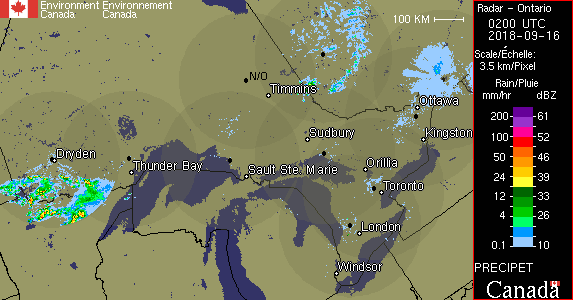 Environment Environnement
Canada Canada
100 KM
N/O
Timmins
Ottawa
Sudbury
Kingston
Dryden
Thunder Bay
Sault Ste. Marie
Orillia
Toronto
London
Windsor
Radar - Ontario
0200 UTC
2018-09-16
Scale/Échelle:
3.5 km/Pixel
Rain/Pluie
mm/hr dBZ
200 61
100 52
50 46
24 39
12 33
4 26
0.1 10
PRECIPET
Canada